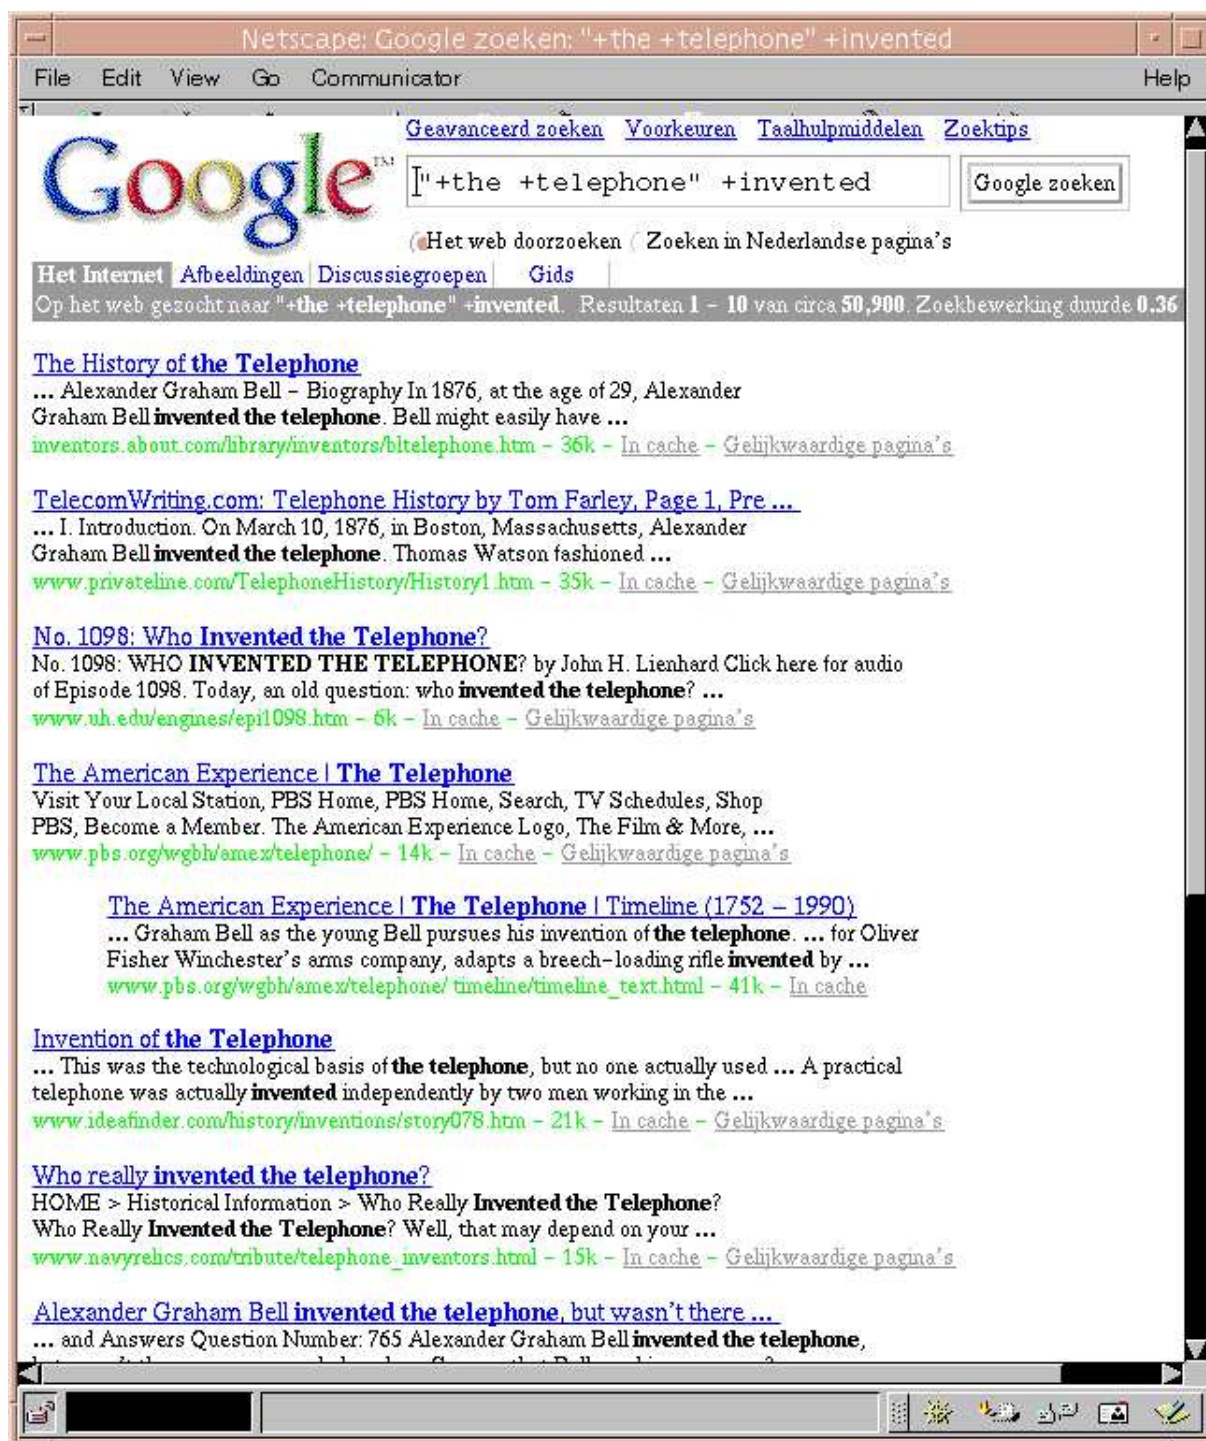 Netscape: Google zoeken: "+the +telephone" +invented
File Edit View Go Communicator Help
Google™
Geavanceerd zoeken Voorkeuren Taalhulpmiddelen Zoektips
"+the +telephone" +invented
Google zoeken
Het web doorzoeken Zoeken in Nederlandse pagina's
Het Internet Afbeeldingen Discussiegroepen Gids
Op het web gezocht naar "+the +telephone" +invented. Resultaten 1 - 10 van circa 50,900. Zoekbewerking duurde 0.36
The History of the Telephone
... Alexander Graham Bell - Biography In 1876, at the age of 29, Alexander
Graham Bell invented the telephone. Bell might easily have ...
inventors.about.com/library/inventors/bltelephone.htm - 36k - In cache - Gelijkwaardige pagina's
TelecomWriting.com: Telephone History by Tom Farley, Page 1, Pre ...
... I. Introduction. On March 10, 1876, in Boston, Massachusetts, Alexander
Graham Bell invented the telephone. Thomas Watson fashioned ...
www.privateline.com/TelephoneHistory/History1.htm - 35k - In cache - Gelijkwaardige pagina's
No. 1098: Who Invented the Telephone?
No. 1098: WHO INVENTED THE TELEPHONE? by John H. Lienhard Click here for audio
of Episode 1098. Today, an old question: who invented the telephone? ...
www.uh.edu/engines/epi1098.htm - 6k - In cache - Gelijkwaardige pagina's
The American Experience | The Telephone
Visit Your Local Station, PBS Home, PBS Home, Search, TV Schedules, Shop
PBS, Become a Member. The American Experience Logo, The Film & More, ...
www.pbs.org/wgbh/amex/telephone/ - 14k - In cache - Gelijkwaardige pagina's
The American Experience | The Telephone | Timeline (1752 - 1990)
... Graham Bell as the young Bell pursues his invention of the telephone. ... for Oliver
Fisher Winchester's arms company, adapts a breech-loading rifle invented by ...
www.pbs.org/wgbh/amex/telephone/ timeline/timeline_text.html - 41k - In cache
Invention of the Telephone
... This was the technological basis of the telephone, but no one actually used ... A practical
telephone was actually invented independently by two men working in the ...
www.ideafinder.com/history/inventions/story078.htm - 21k - In cache - Gelijkwaardige pagina's
Who really invented the telephone?
HOME > Historical Information > Who Really Invented the Telephone?
Who Really Invented the Telephone? Well, that may depend on your ...
www.navyrelics.com/tribute/telephone_inventors.html - 15k - In cache - Gelijkwaardige pagina's
Alexander Graham Bell invented the telephone, but wasn't there ...
... and Answers Question Number: 765 Alexander Graham Bell invented the telephone,